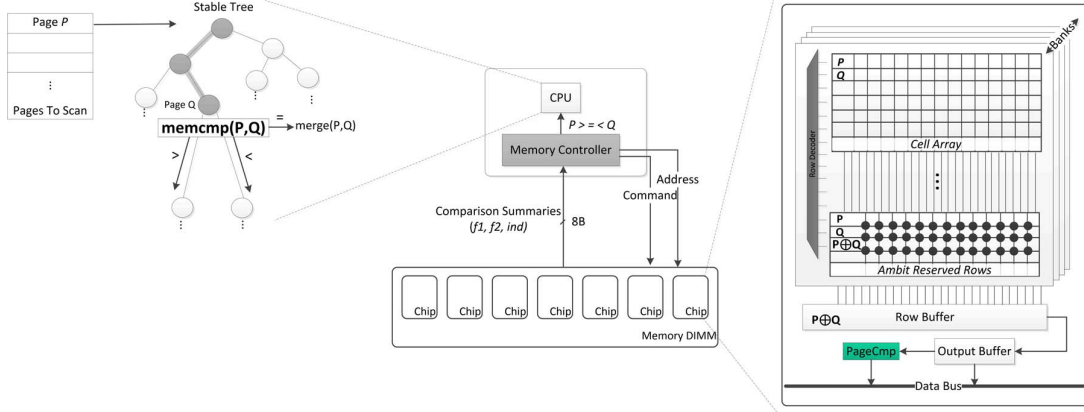 Page P
⋮
Pages To Scan
Stable Tree
⋮
⋮
⋮
Page Q
memcmp(P,Q)
=
merge(P,Q)
>
<
⋮
⋮
CPU
P > = < Q
Memory Controller
Address
Command
Comparison Summaries
(f1, f2, ind)
8B
Chip
Chip
Chip
Chip
Chip
Chip
Chip
Memory DIMM
Banks
Row Decoder
P
Q
Cell Array
⋮
P
Q
P⊕Q
Ambit Reserved Rows
P⊕Q
Row Buffer
PageCmp
Output Buffer
Data Bus